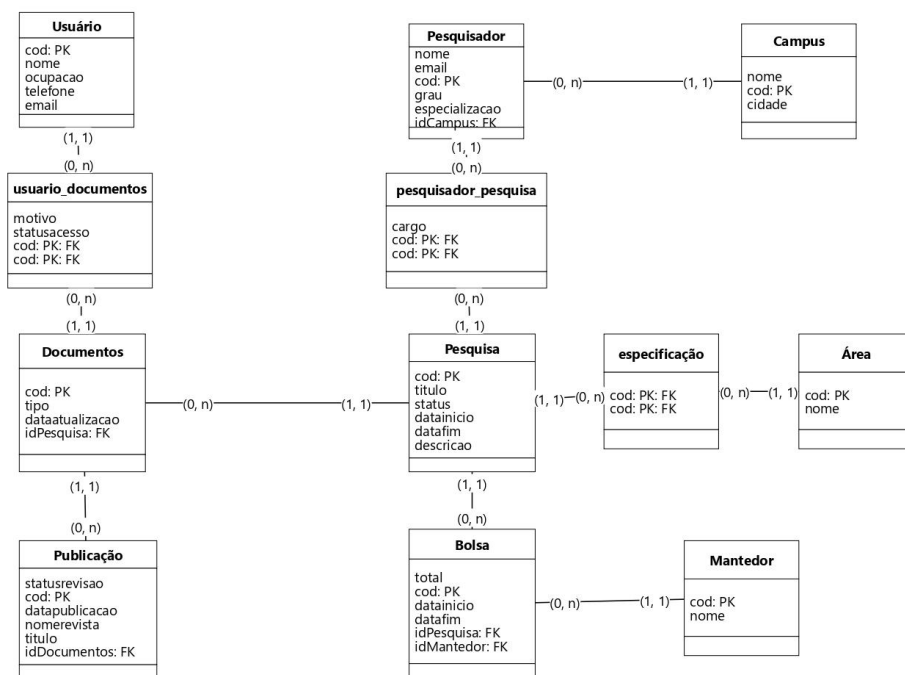 Usuário
cod: PK
nome
ocupacao
telefone
email
(1, 1)
(0, n)
usuario_documentos
motivo
statusacesso
cod: PK: FK
cod: PK: FK
(0, n)
(1, 1)
Documentos
cod: PK
tipo
dataatualizacao
idPesquisa: FK
(0, n)
(1, 1)
(1, 1)
(0, n)
Publicação
statusrevisao
cod: PK
datapublicacao
nomerevista
titulo
idDocumentos: FK
Pesquisador
nome
email
cod: PK
grau
especializacao
idCampus: FK
(0, n)
(1, 1)
Campus
nome
cod: PK
cidade
(1, 1)
(0, n)
pesquisador_pesquisa
cargo
cod: PK: FK
cod: PK: FK
(0, n)
(1, 1)
Pesquisa
cod: PK
titulo
status
datainicio
datafim
descricao
(1, 1)
(0, n)
especificação
cod: PK: FK
cod: PK: FK
(0, n)
(1, 1)
Área
cod: PK
nome
(1, 1)
(0, n)
Bolsa
total
cod: PK
datainicio
datafim
idPesquisa: FK
idMantedor: FK
(0, n)
(1, 1)
Mantedor
cod: PK
nome